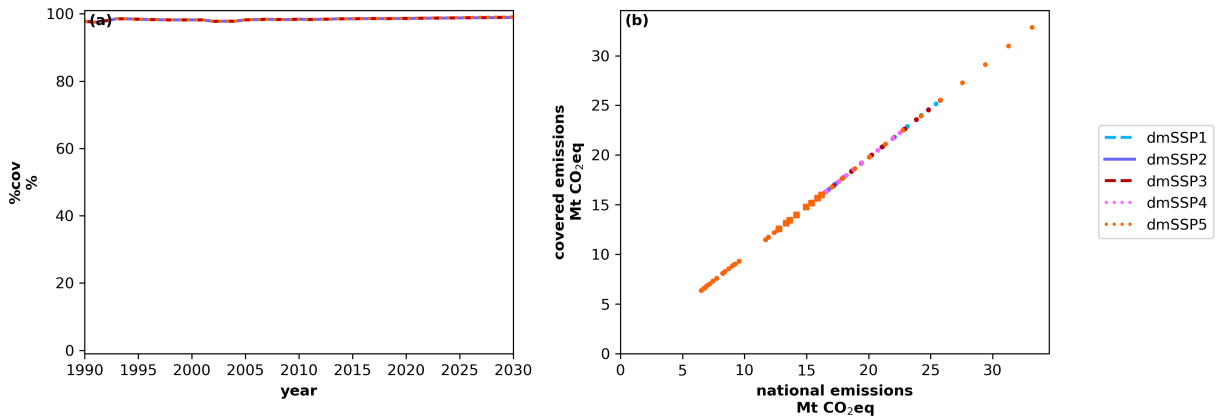 (a)
100
80
60
40
20
0
%cov
%
1990 1995 2000 2005 2010 2015 2020 2025 2030
year
(b)
30
25
20
15
10
5
0
covered emissions
Mt CO₂eq
0 5 10 15 20 25 30
national emissions
Mt CO₂eq
dmSSP1
dmSSP2
dmSSP3
dmSSP4
dmSSP5